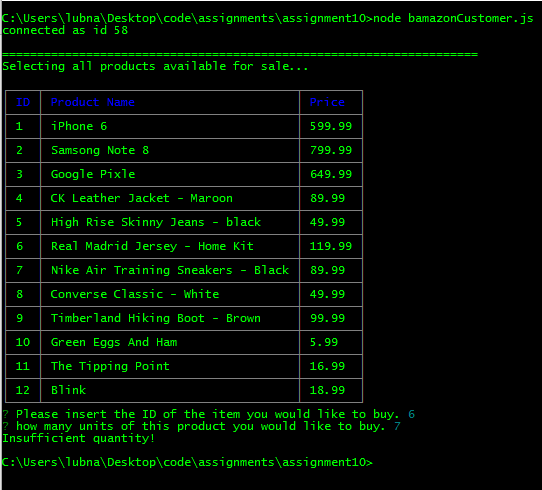 C:\Users\lubna\Desktop\code\assignments\assignment10>node bamazonCustomer.js
connected as id 58
==================================================================
Selecting all products available for sale...
ID Product Name Price
1 iPhone 6 599.99
2 Samsong Note 8 799.99
3 Google Pixle 649.99
4 CK Leather Jacket - Maroon 89.99
5 High Rise Skinny Jeans - black 49.99
6 Real Madrid Jersey - Home Kit 119.99
7 Nike Air Training Sneakers - Black 89.99
8 Converse Classic - White 49.99
9 Timberland Hiking Boot - Brown 99.99
10 Green Eggs And Ham 5.99
11 The Tipping Point 16.99
12 Blink 18.99
? Please insert the ID of the item you would like to buy. 6
? how many units of this product you would like to buy. 7
Insufficient quantity!
C:\Users\lubna\Desktop\code\assignments\assignment10>